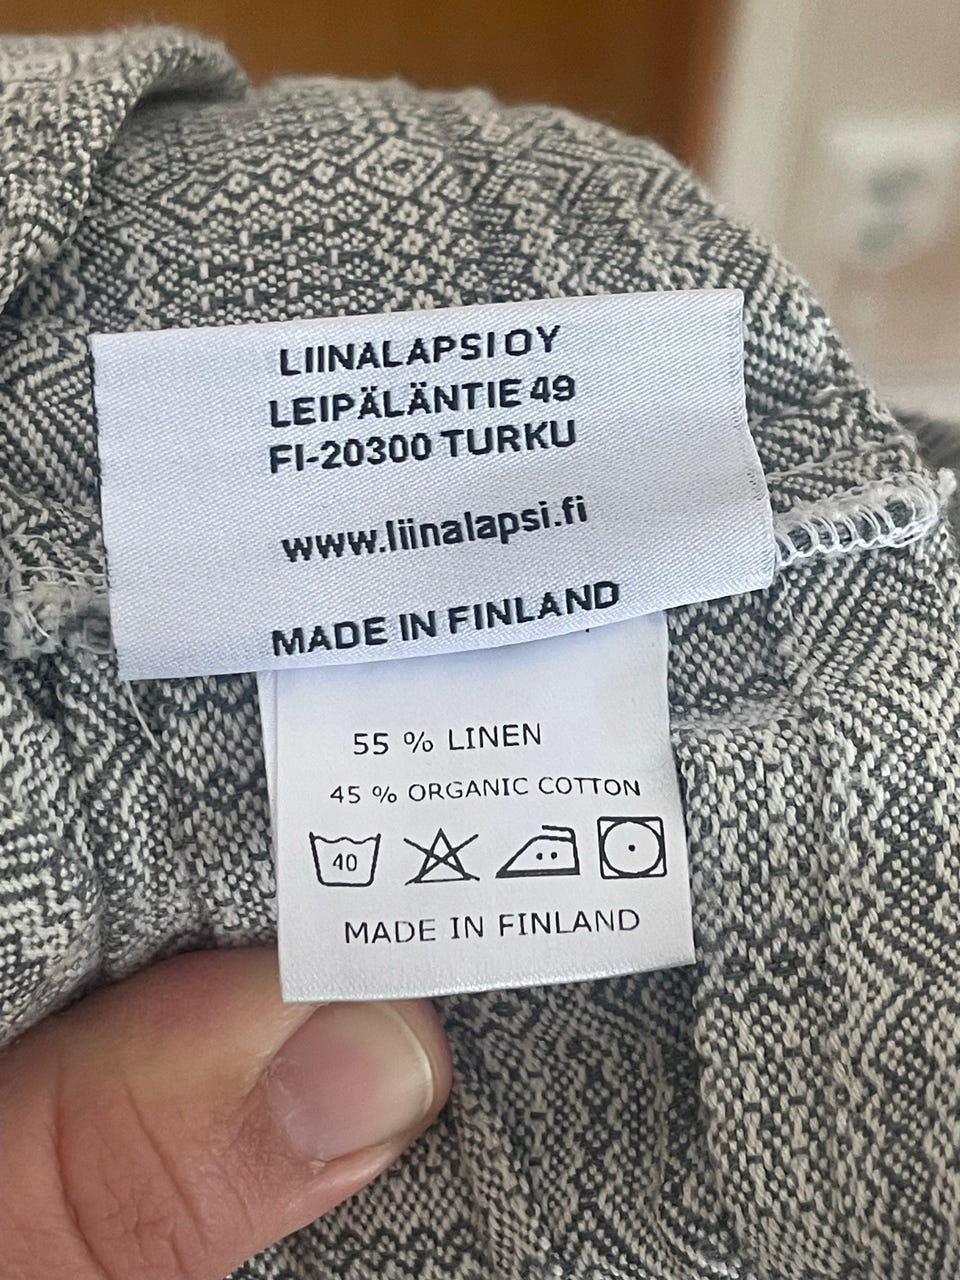 LIINALAPSI OY
LEIPÄLÄNTIE 49
FI-20300 TURKU
www.liinalapsi.fi
MADE IN FINLAND
55 % LINEN
45 % ORGANIC COTTON
40
MADE IN FINLAND